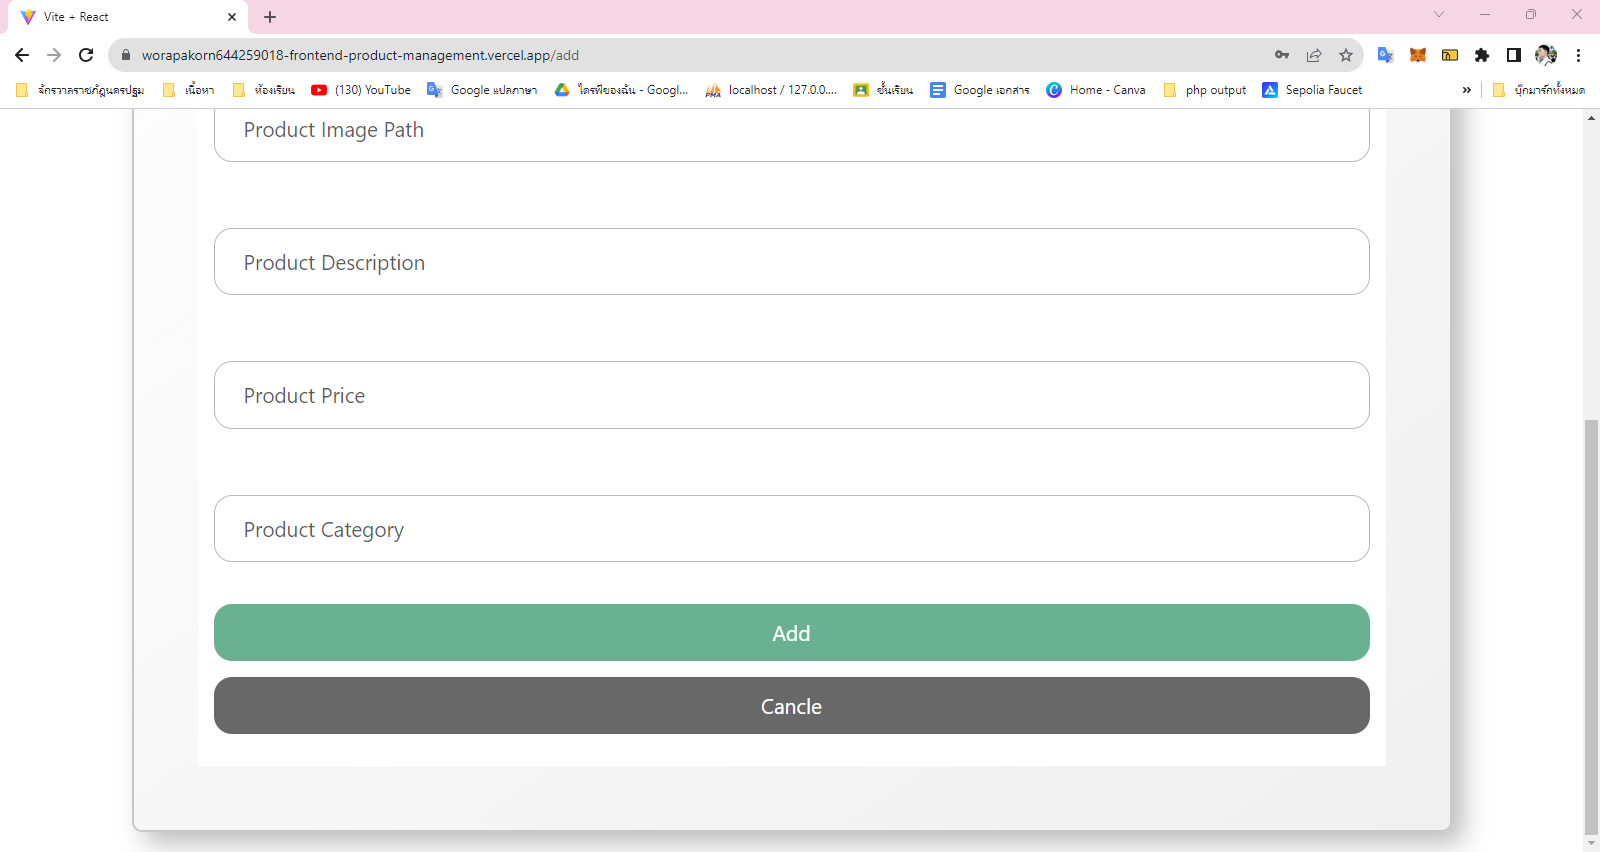 Vite + React
worapakorn644259018-frontend-product-management.vercel.app/add
จักรวาลราชภัฏนครปฐม เนื้อหา ห้องเรียน (130) YouTube Google แปลภาษา ไดรฟ์ของฉัน - Googl... localhost / 127.0.0.... ชั้นเรียน Google เอกสาร Home - Canva php output Sepolia Faucet » บุ๊กมาร์กทั้งหมด
Product Image Path
Product Description
Product Price
Product Category
Add
Cancle